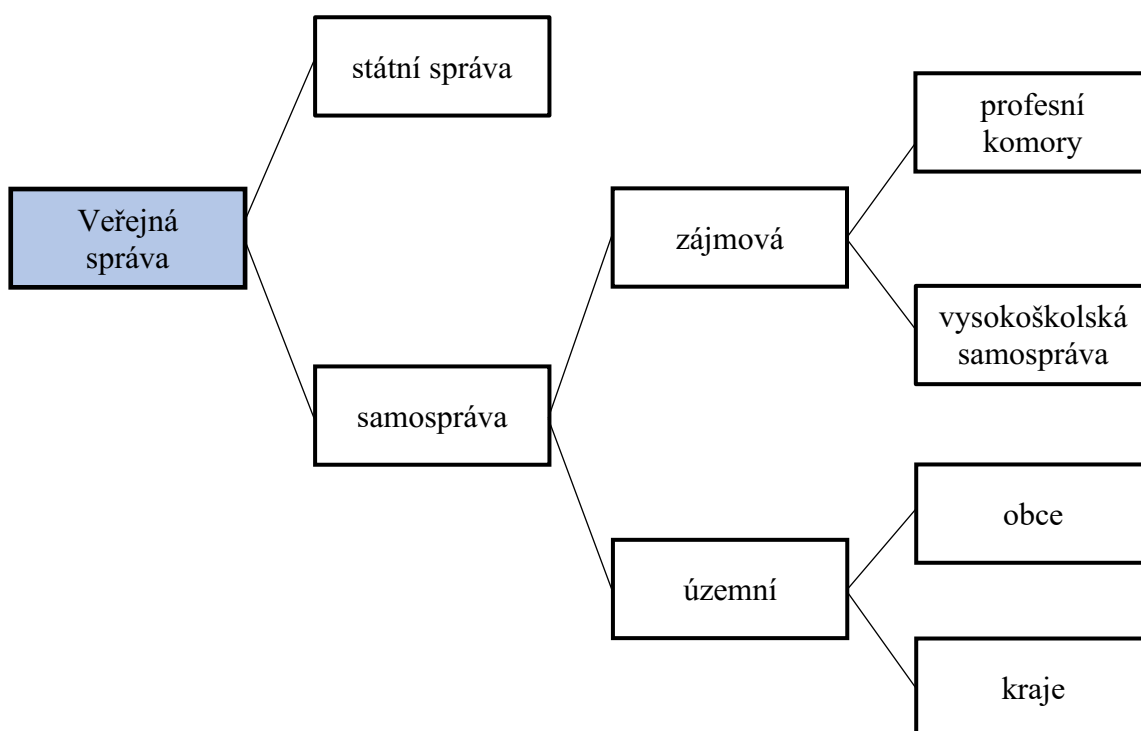 státní správa
profesní
komory
Veřejná
správa
zájmová
vysokoškolská
samospráva
samospráva
obce
územní
kraje